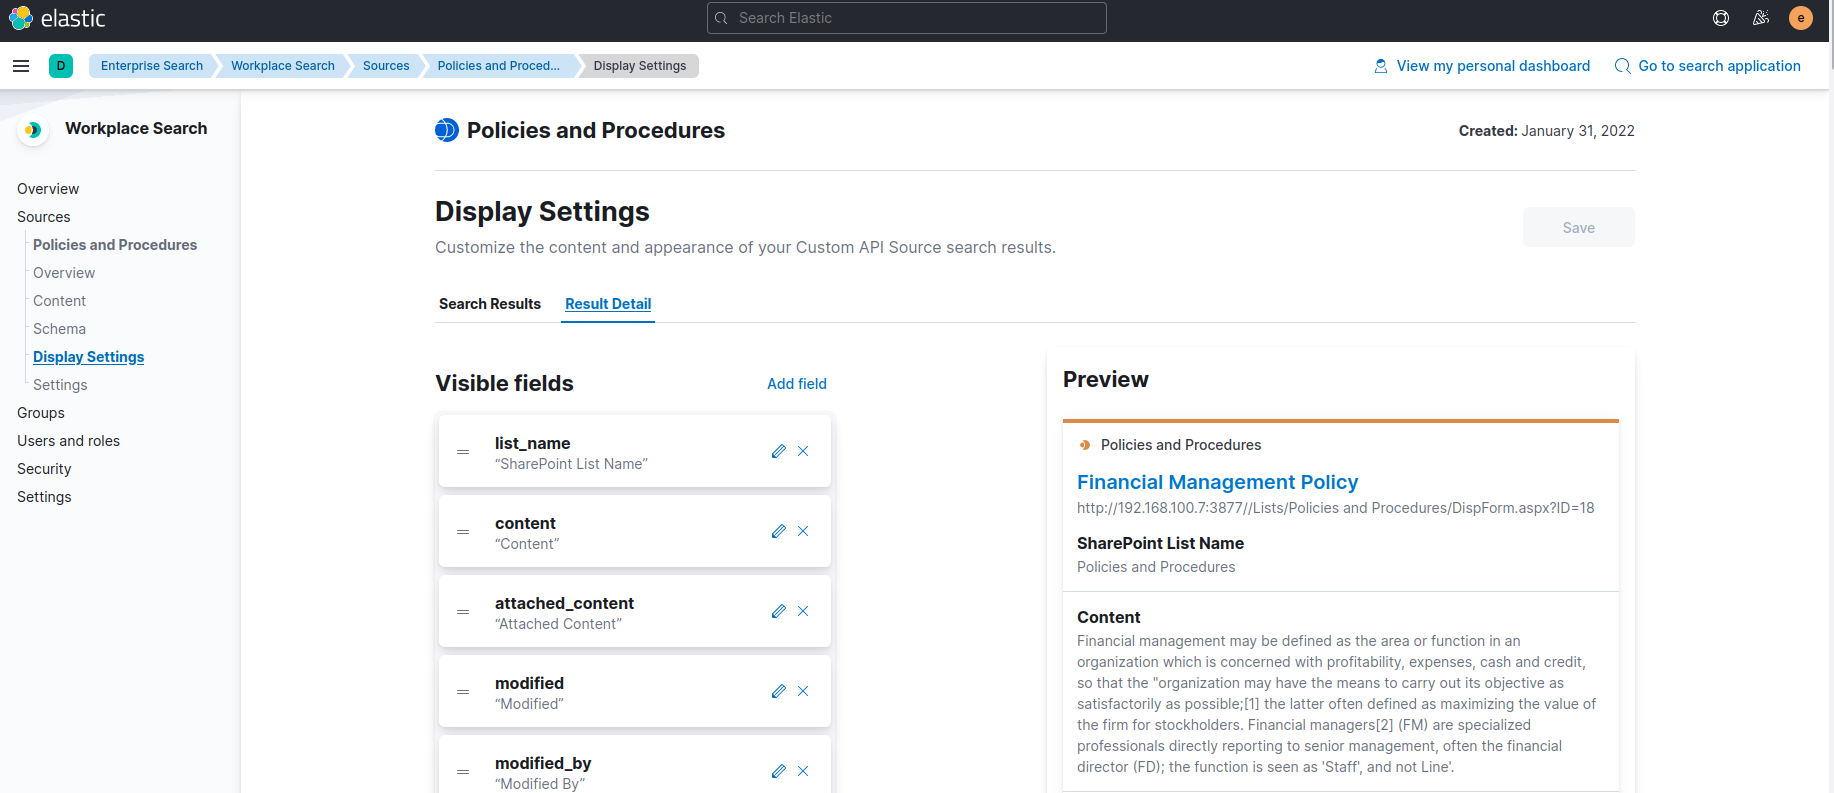 elastic
Search Elastic
e
D
Enterprise Search
Workplace Search
Sources
Policies and Proced...
Display Settings
View my personal dashboard
Go to search application
Workplace Search
Overview
Sources
Policies and Procedures
Overview
Content
Schema
Display Settings
Settings
Groups
Users and roles
Security
Settings
Policies and Procedures
Created: January 31, 2022
Display Settings
Customize the content and appearance of your Custom API Source search results.
Save
Search Results
Result Detail
Visible fields
Add field
list_name
“SharePoint List Name”
content
“Content”
attached_content
“Attached Content”
modified
“Modified”
modified_by
“Modified By”
Preview
Policies and Procedures
Financial Management Policy
http://192.168.100.7:3877//Lists/Policies and Procedures/DispForm.aspx?ID=18
SharePoint List Name
Policies and Procedures
Content
Financial management may be defined as the area or function in an
organization which is concerned with profitability, expenses, cash and credit,
so that the "organization may have the means to carry out its objective as
satisfactorily as possible;[1] the latter often defined as maximizing the value of
the firm for stockholders. Financial managers[2] (FM) are specialized
professionals directly reporting to senior management, often the financial
director (FD); the function is seen as 'Staff', and not Line'.